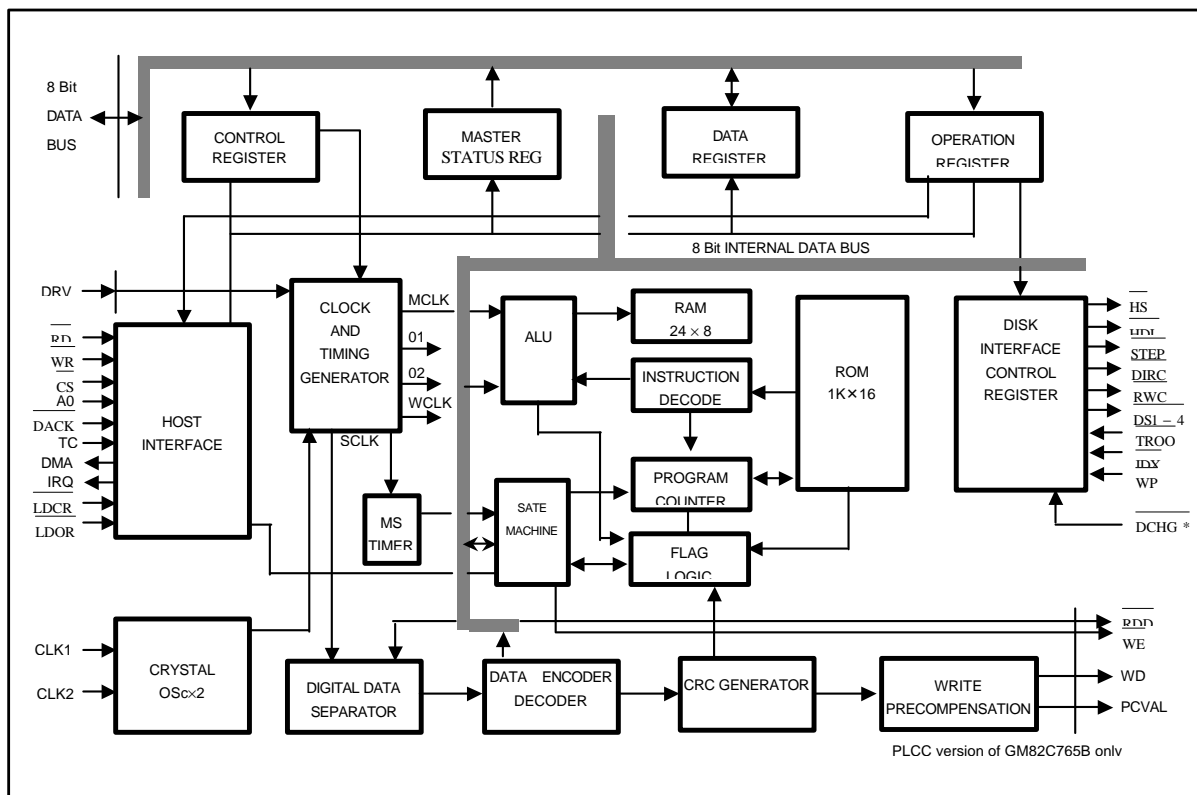 8 Bit
DATA
BUS
CONTROL
REGISTER
MASTER
STATUS REG
DATA
REGISTER
OPERATION
REGISTER
8 Bit INTERNAL DATA BUS
DRV
RD
WR
CS
A0
DACK
TC
DMA
IRQ
LDCR
LDOR
HOST
INTERFACE
CLOCK
AND
TIMING
GENERATOR
MCLK
01
02
WCLK
SCLK
MS
TIMER
ALU
RAM
24 × 8
INSTRUCTION
DECODE
ROM
1K×16
PROGRAM
COUNTER
SATE
MACHINE
FLAG
LOGIC
DISK
INTERFACE
CONTROL
REGISTER
HS
HDL
STEP
DIRC
RWC
DS1 – 4
TROO
IDX
WP
DCHG *
CLK1
CLK2
CRYSTAL
OSc×2
DIGITAL DATA
SEPARATOR
DATA ENCODER
DECODER
CRC GENERATOR
WRITE
PRECOMPENSATION
RDD
WE
WD
PCVAL
PLCC version of GM82C765B only